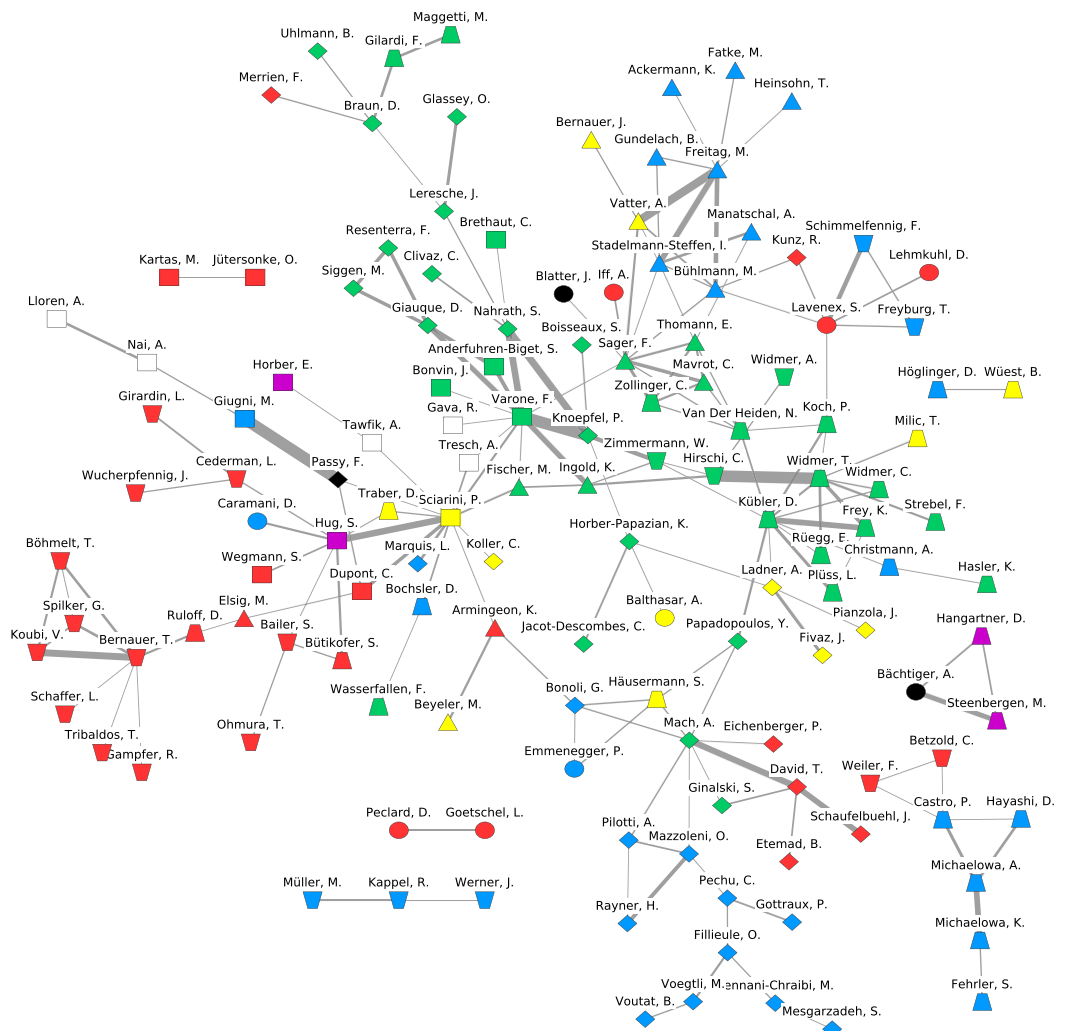 Maggetti, M.
Uhlmann, B.
Gilardi, F.
Fatke, M.
Merrien, F.
Ackermann, K.
Heinsohn, T.
Braun, D.
Glassey, O.
Bernauer, J.
Gundelach, B.
Freitag, M.
Leresche, J.
Vatter, A.
Brethaut, C.
Manatschal, A.
Schimmelfennig, F.
Resenterra, F.
Stadelmann-Steffen, I.
Kunz, R.
Clivaz, C.
Lehmkuhl, D.
Kartas, M.
Jütersonke, O.
Siggen, M.
Blatter, J.
Iff, A.
Bühlmann, M.
Lloren, A.
Giauque, D.
Nahrath, S.
Lavenex, S.
Freyburg, T.
Boisseaux, S.
Thomann, E.
Nai, A.
Anderfuhren-Biget, S.
Sager, F.
Horber, E.
Bonvin, J.
Mavrot, C.
Widmer, A.
Höglinger, D.
Wüest, B.
Zollinger, C.
Girardin, L.
Giugni, M.
Varone, F.
Gava, R.
Knoepfel, P.
Van Der Heiden, N.
Koch, P.
Milic, T.
Tawfik, A.
Tresch, A.
Zimmermann, W.
Cederman, L.
Passy, F.
Fischer, M.
Ingold, K.
Hirschi, C.
Widmer, T.
Wucherpfennig, J.
Widmer, C.
Traber, D.
Sciarini, P.
Caramani, D.
Kübler, D.
Strebel, F.
Hug, S.
Horber-Papazian, K.
Frey, K.
Böhmelt, T.
Marquis, L.
Koller, C.
Rüegg, E.
Wegmann, S.
Christmann, A.
Dupont, C.
Ladner, A.
Plüss, L.
Hasler, K.
Bochsler, D.
Spilker, G.
Elsig, M.
Balthasar, A.
Ruloff, D.
Armingeon, K.
Pianzola, J.
Hangartner, D.
Koubi, V.
Bernauer, T.
Bailer, S.
Jacot-Descombes, C.
Papadopoulos, Y.
Bütikofer, S.
Fivaz, J.
Bächtiger, A.
Schaffer, L.
Wasserfallen, F.
Bonoli, G.
Häusermann, S.
Beyeler, M.
Steenbergen, M.
Ohmura, T.
Mach, A.
Eichenberger, P.
Tribaldos, T.
Betzold, C.
Gampfer, R.
Emmenegger, P.
Weiler, F.
David, T.
Ginalski, S.
Castro, P.
Hayashi, D.
Peclard, D.
Goetschel, L.
Pilotti, A.
Schaufelbuehl, J.
Mazzoleni, O.
Etemad, B.
Michaelowa, A.
Müller, M.
Kappel, R.
Werner, J.
Pechu, C.
Rayner, H.
Gottraux, P.
Michaelowa, K.
Fillieule, O.
Voegtli, M.
ennani-Chraibi, M.
Fehrler, S.
Voutat, B.
Mesgarzadeh, S.